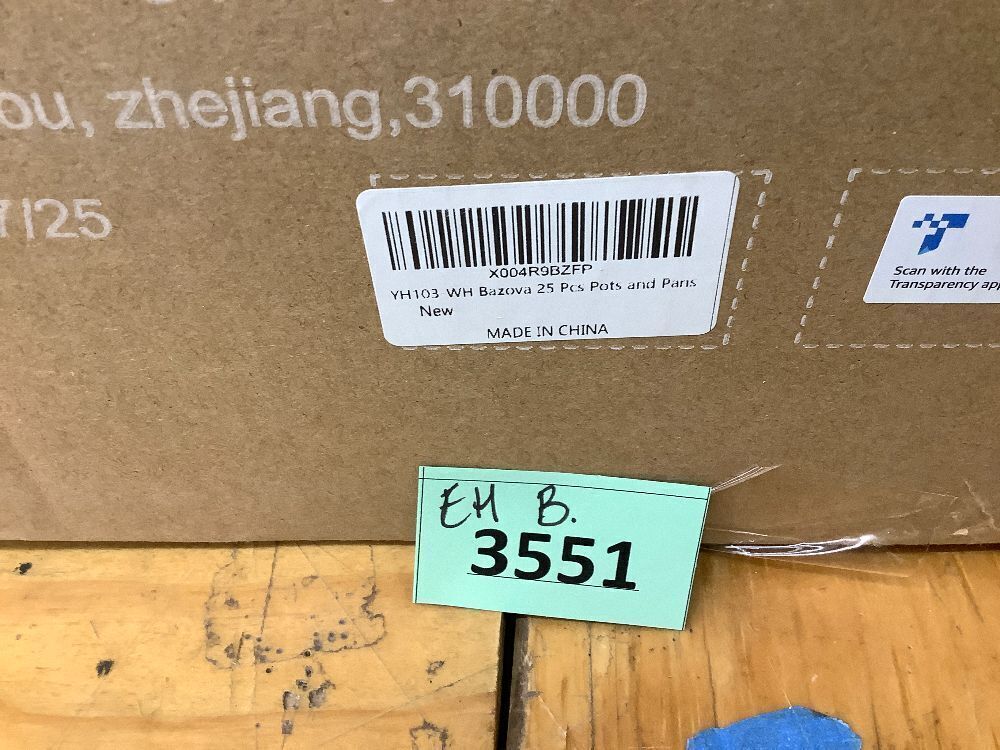 ou, zhejiang,310000
7/25
X004R9BZFP
YH103-WH Bazova 25 Pcs Pots and Pans
New
MADE IN CHINA
Scan with the
Transparency app
EH B.
3551